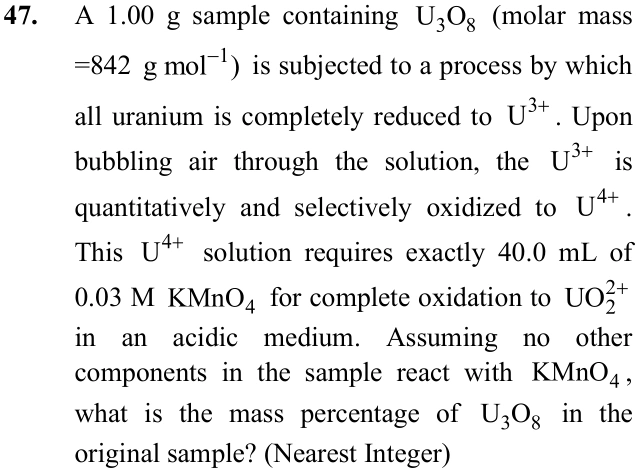 47. A 1.00 g sample containing U₃O₈ (molar mass
=842 g mol⁻¹) is subjected to a process by which
all uranium is completely reduced to U³⁺. Upon
bubbling air through the solution, the U³⁺ is
quantitatively and selectively oxidized to U⁴⁺.
This U⁴⁺ solution requires exactly 40.0 mL of
0.03 M KMnO₄ for complete oxidation to UO₂²⁺
in an acidic medium. Assuming no other
components in the sample react with KMnO₄,
what is the mass percentage of U₃O₈ in the
original sample? (Nearest Integer)